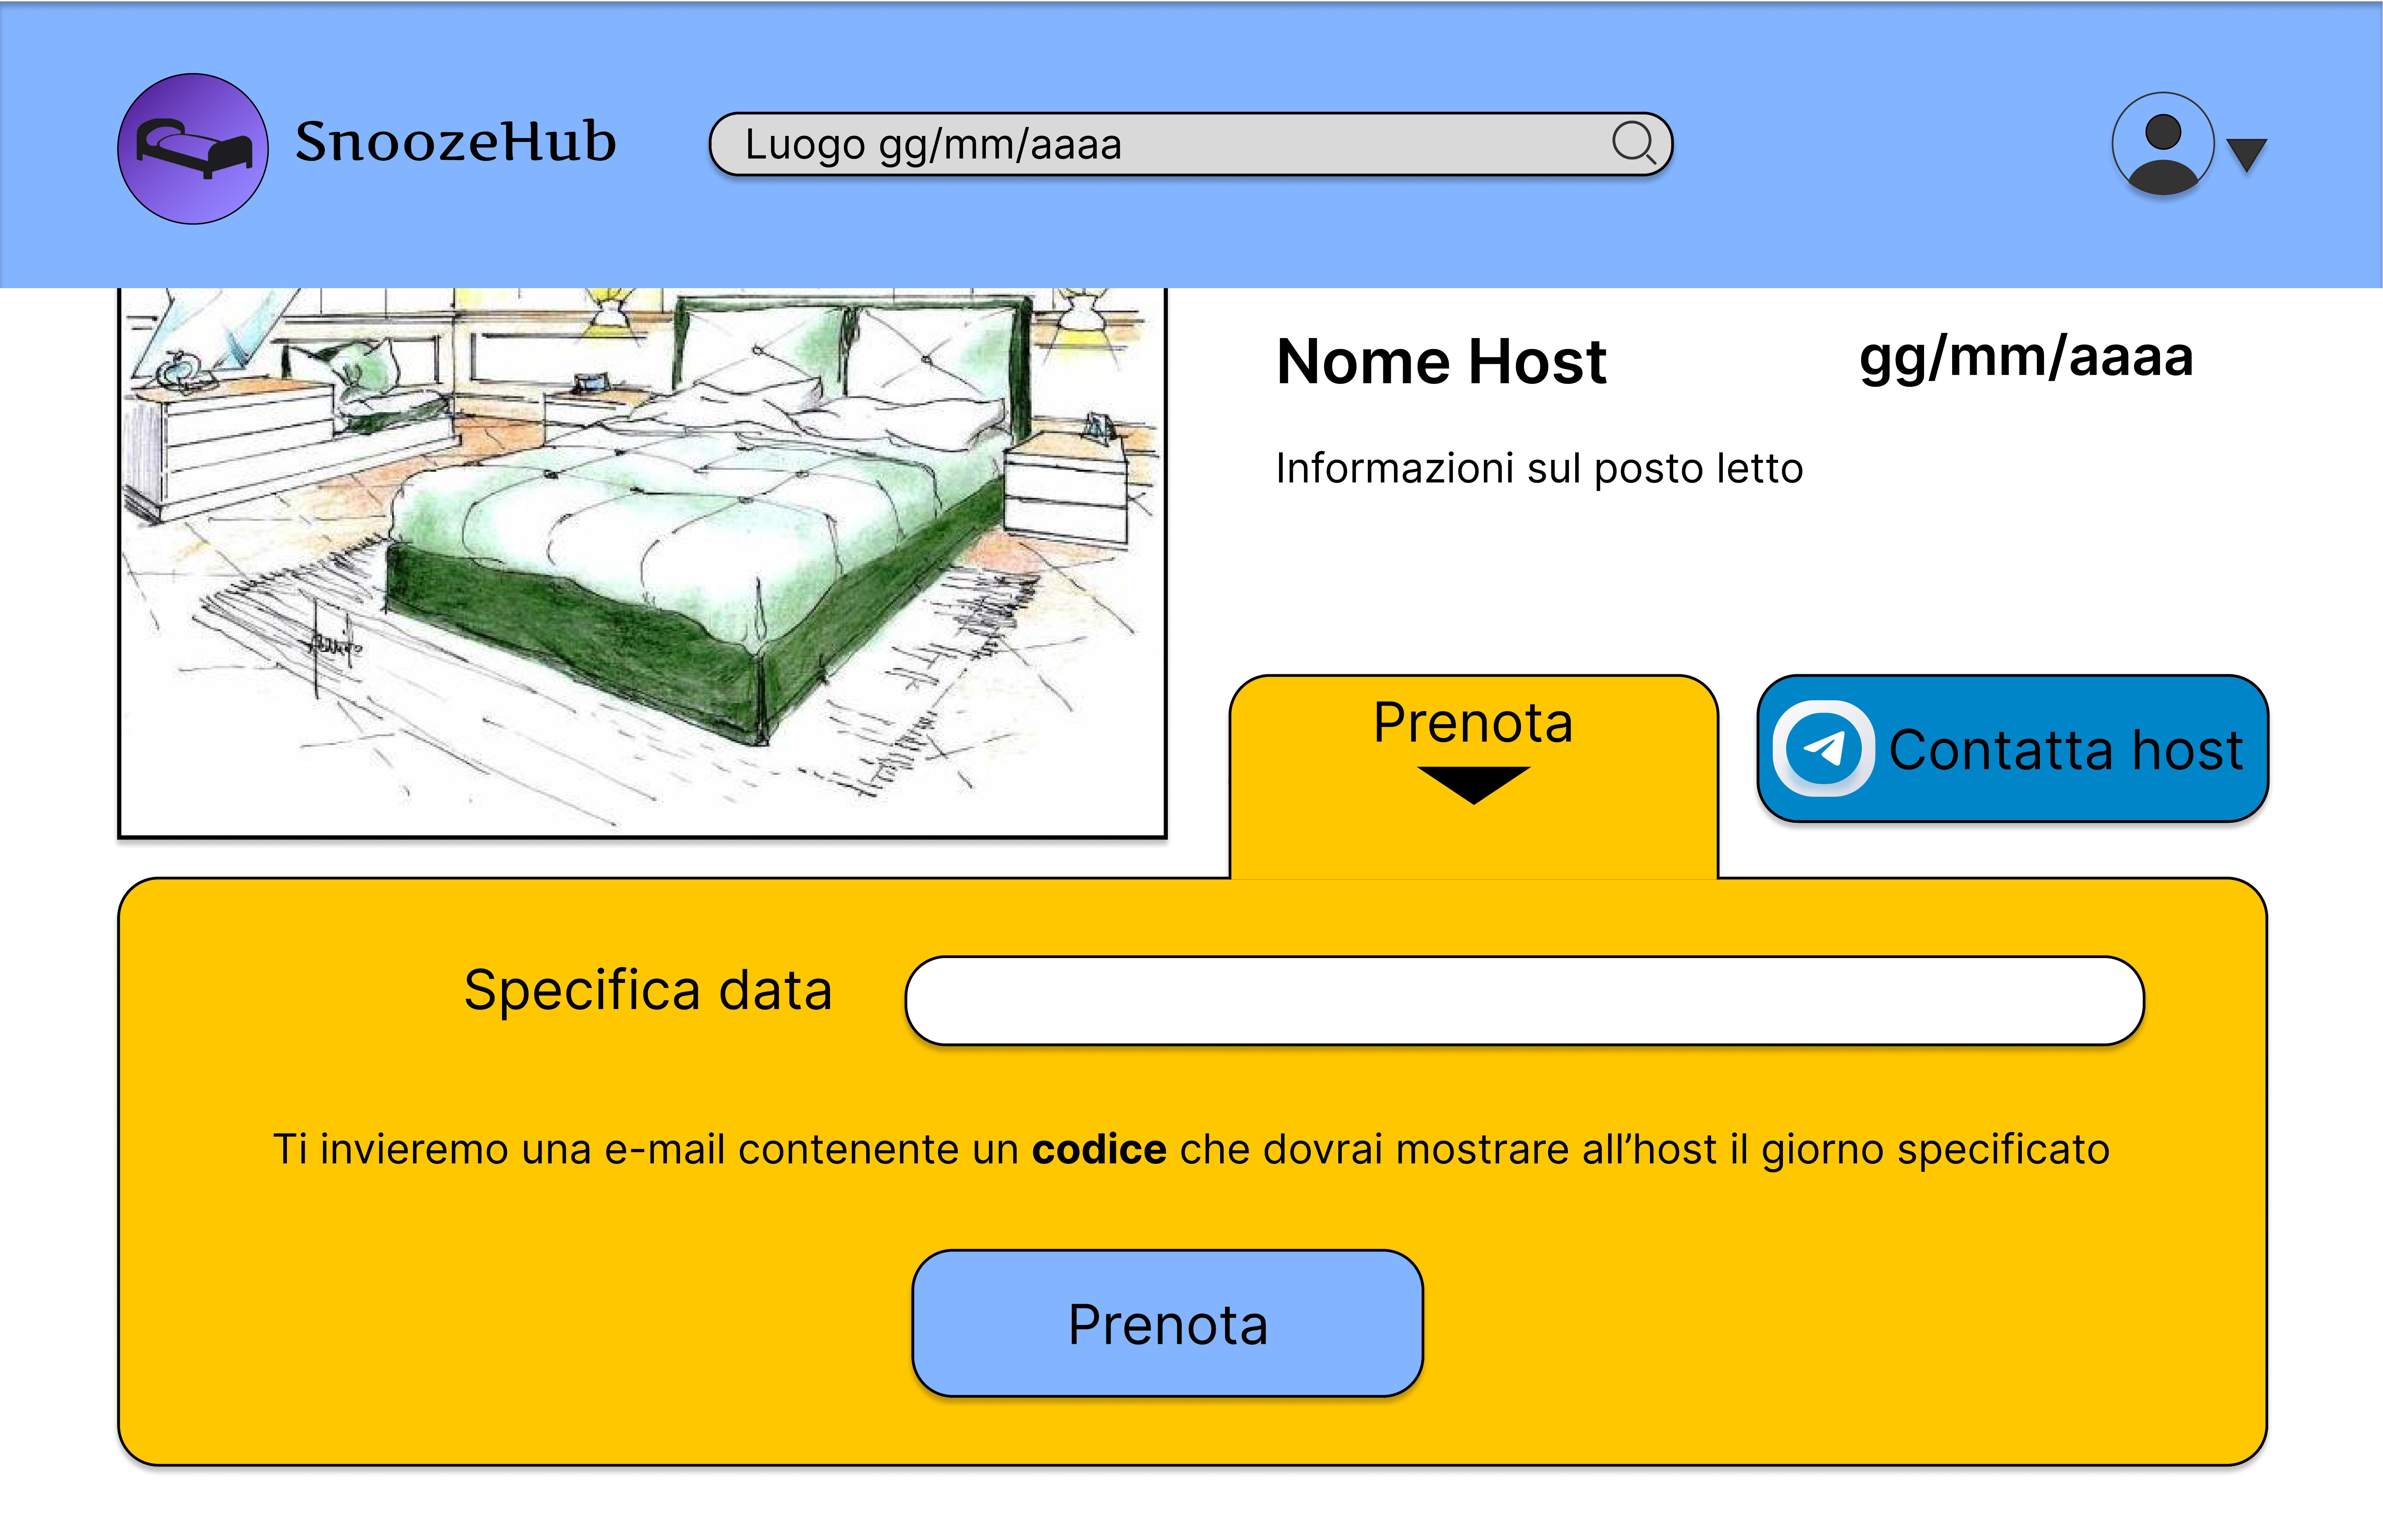 SnoozeHub
Luogo gg/mm/aaaa
Nome Host
gg/mm/aaaa
Informazioni sul posto letto
Prenota
Contatta host
Specifica data
Ti invieremo una e-mail contenente un codice che dovrai mostrare all’host il giorno specificato
Prenota